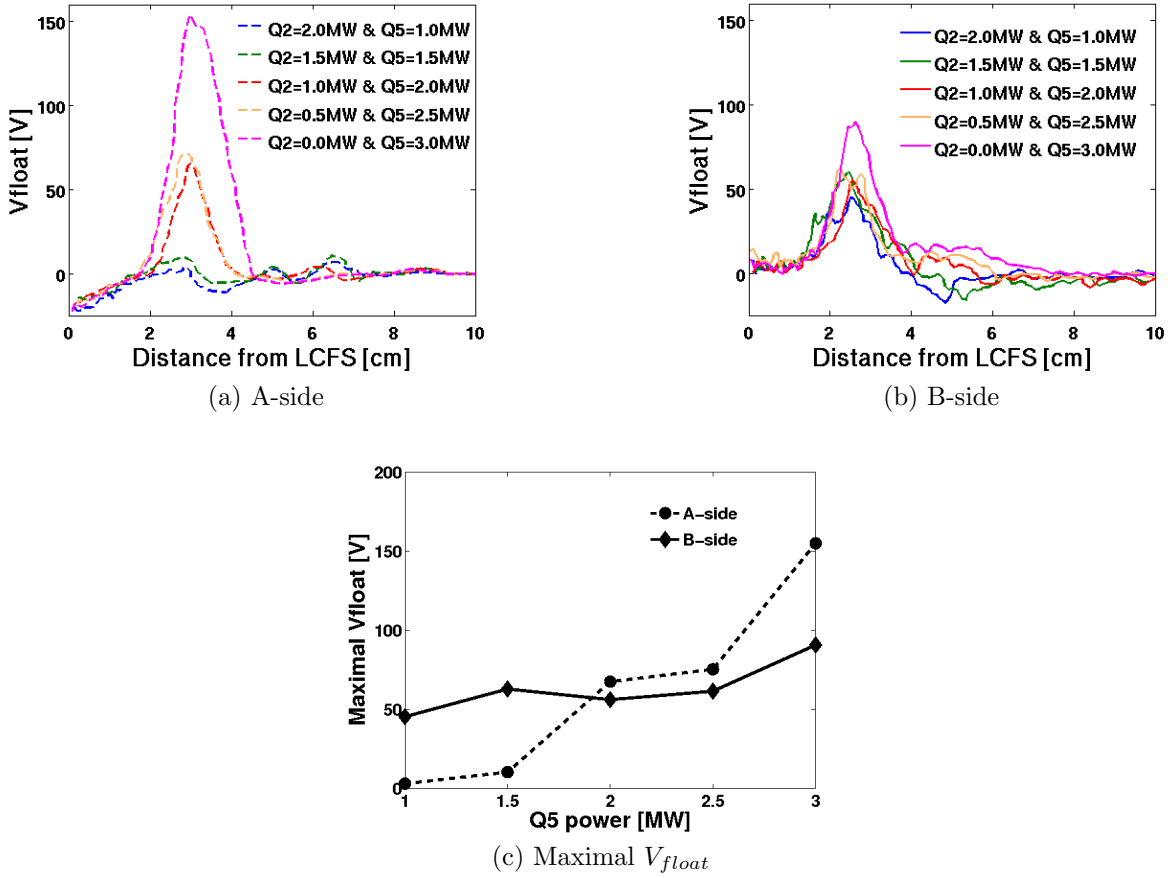 150
100
50
0
Vfloat [V]
Q2=2.0MW & Q5=1.0MW
Q2=1.5MW & Q5=1.5MW
Q2=1.0MW & Q5=2.0MW
Q2=0.5MW & Q5=2.5MW
Q2=0.0MW & Q5=3.0MW
0 2 4 6 8 10
Distance from LCFS [cm]
(a) A-side
150
100
50
0
Vfloat [V]
Q2=2.0MW & Q5=1.0MW
Q2=1.5MW & Q5=1.5MW
Q2=1.0MW & Q5=2.0MW
Q2=0.5MW & Q5=2.5MW
Q2=0.0MW & Q5=3.0MW
0 2 4 6 8 10
Distance from LCFS [cm]
(b) B-side
200
150
100
50
0
Maximal Vfloat [V]
A-side
B-side
1 1.5 2 2.5 3
Q5 power [MW]
(c) Maximal V_{float}